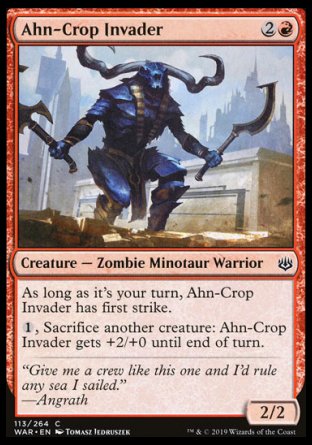 Ahn-Crop Invader 2
Creature — Zombie Minotaur Warrior
As long as it's your turn, Ahn-Crop
Invader has first strike.
1, Sacrifice another creature: Ahn-Crop
Invader gets +2/+0 until end of turn.
"Give me a crew like this one and I'd rule
any sea I sailed."
—Angrath
2/2
113/264 C
WAR • EN Tomasz Jedruszek
™ & © 2019 Wizards of the Coast